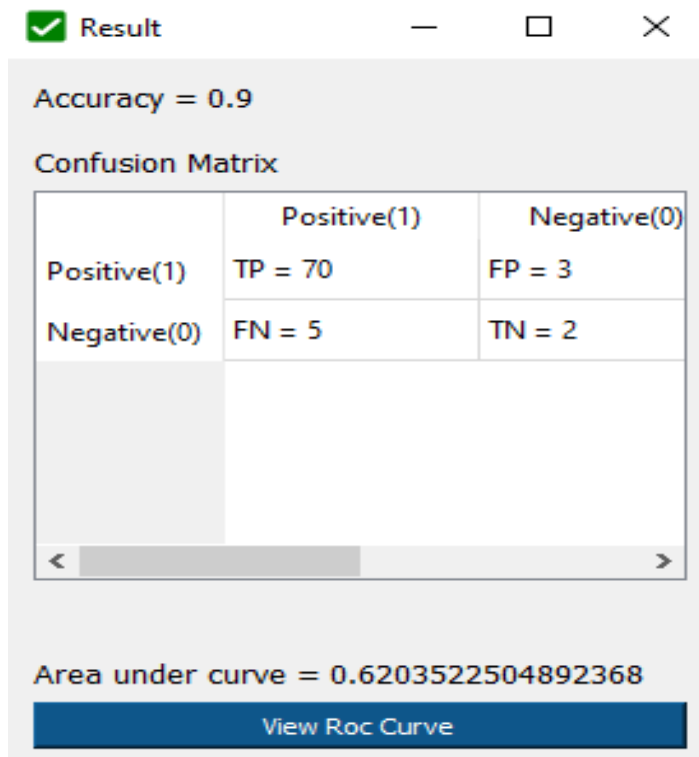 Result
Accuracy = 0.9
Confusion Matrix
Positive(1) Negative(0)
Positive(1) TP = 70 FP = 3
Negative(0) FN = 5 TN = 2
Area under curve = 0.6203522504892368
View Roc Curve